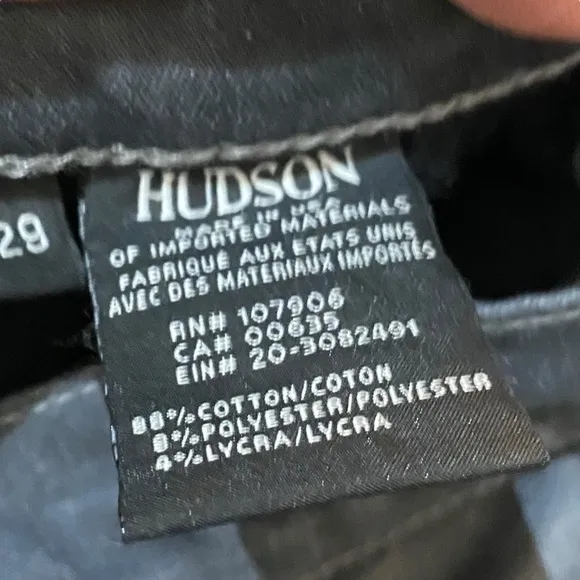 HUDSON
MADE IN USA
OF IMPORTED MATERIALS
FABRIQUE AUX ETATS UNIS
AVEC DES MATERIAUX IMPORTÉS
RN# 107906
CA# 00635
EIN# 20-3082491
88% COTTON/COTON
8% POLYESTER/POLYESTER
4% LYCRA/LYCRA
29